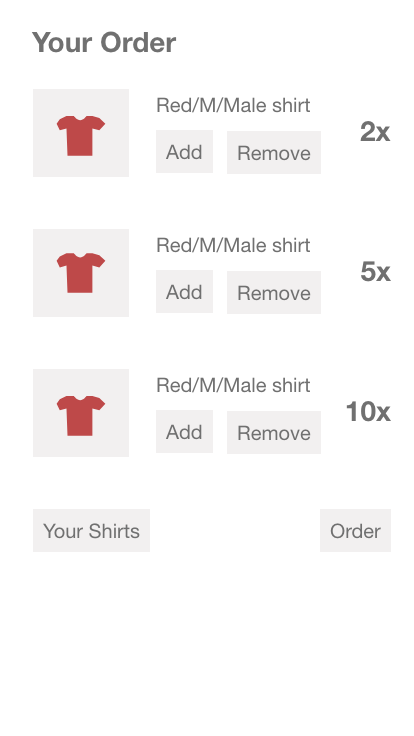 Your Order
Red/M/Male shirt
2x
Add
Remove
Red/M/Male shirt
5x
Add
Remove
Red/M/Male shirt
10x
Add
Remove
Your Shirts
Order